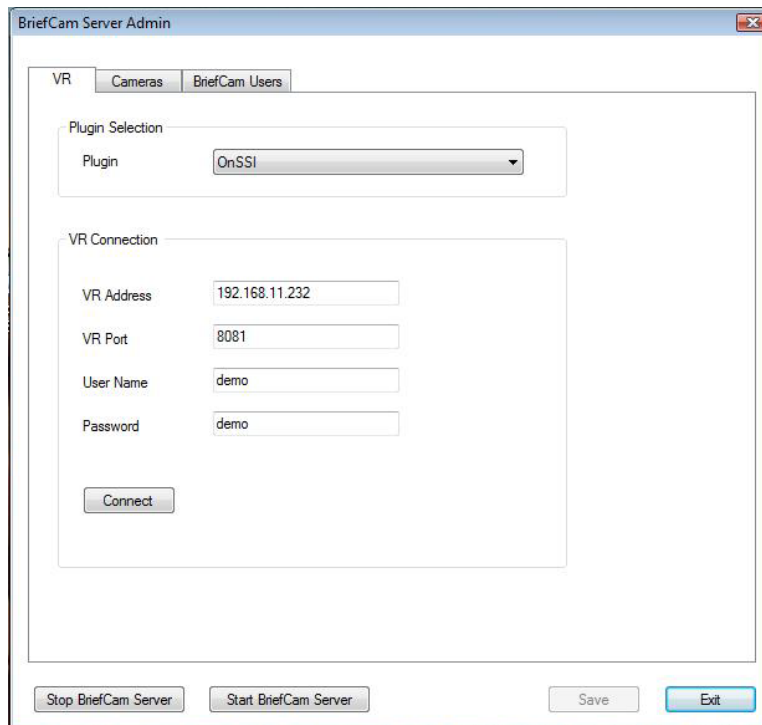 BriefCam Server Admin
VR Cameras BriefCam Users
Plugin Selection
Plugin OnSSI
VR Connection
VR Address 192.168.11.232
VR Port 8081
User Name demo
Password demo
Connect
Stop BriefCam Server Start BriefCam Server Save Exit